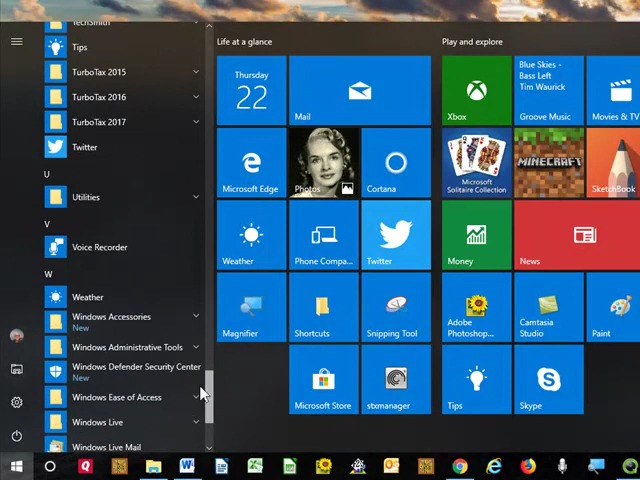 TechSmith
Tips
TurboTax 2015
TurboTax 2016
TurboTax 2017
Twitter
U
Utilities
V
Voice Recorder
W
Weather
Windows Accessories
New
Windows Administrative Tools
Windows Defender Security Center
New
Windows Ease of Access
Windows Live
Windows Live Mail
Life at a glance
Thursday
22
Mail
Microsoft Edge
Photos
Cortana
Weather
Phone Compa...
Twitter
Magnifier
Shortcuts
Snipping Tool
Microsoft Store
stxmanager
Play and explore
Xbox
Blue Skies -
Bass Left
Tim Waurick
Groove Music
Movies & TV
Microsoft
Solitaire Collection
MINECRAFT
SketchBook
Money
News
Adobe
Photoshop...
Camtasia
Studio
Paint
Tips
Skype